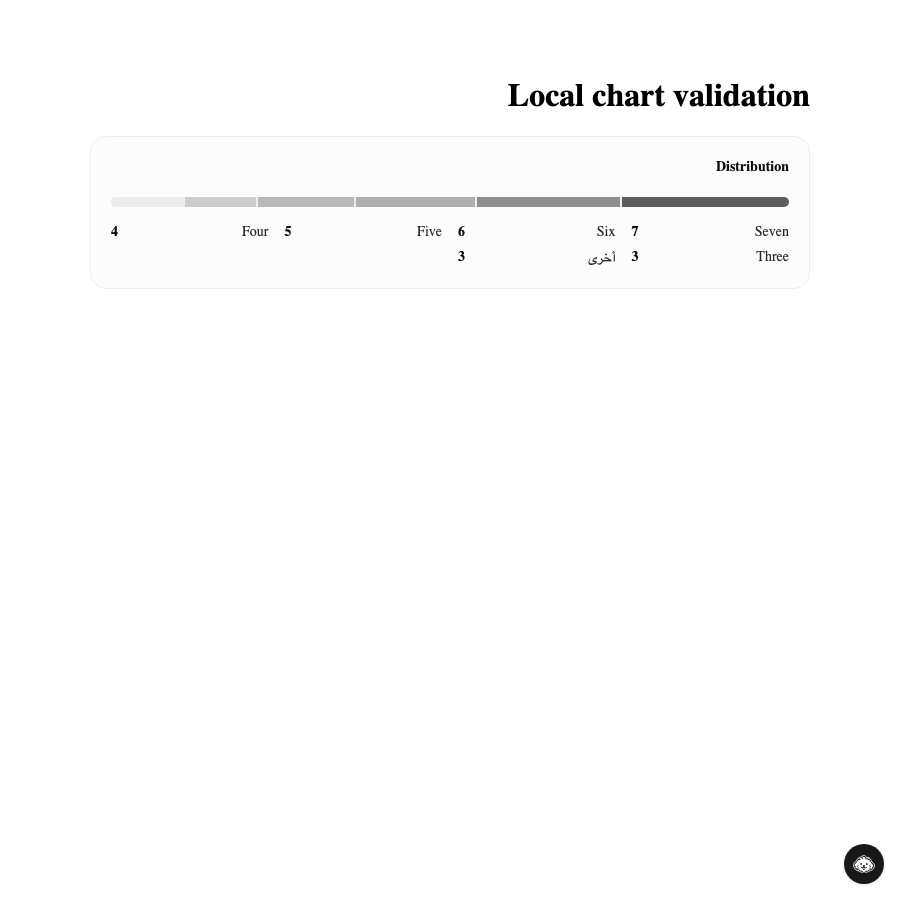 Local chart validation
Distribution
Seven 7 Six 6 Five 5 Four 4
Three 3 أخرى 3